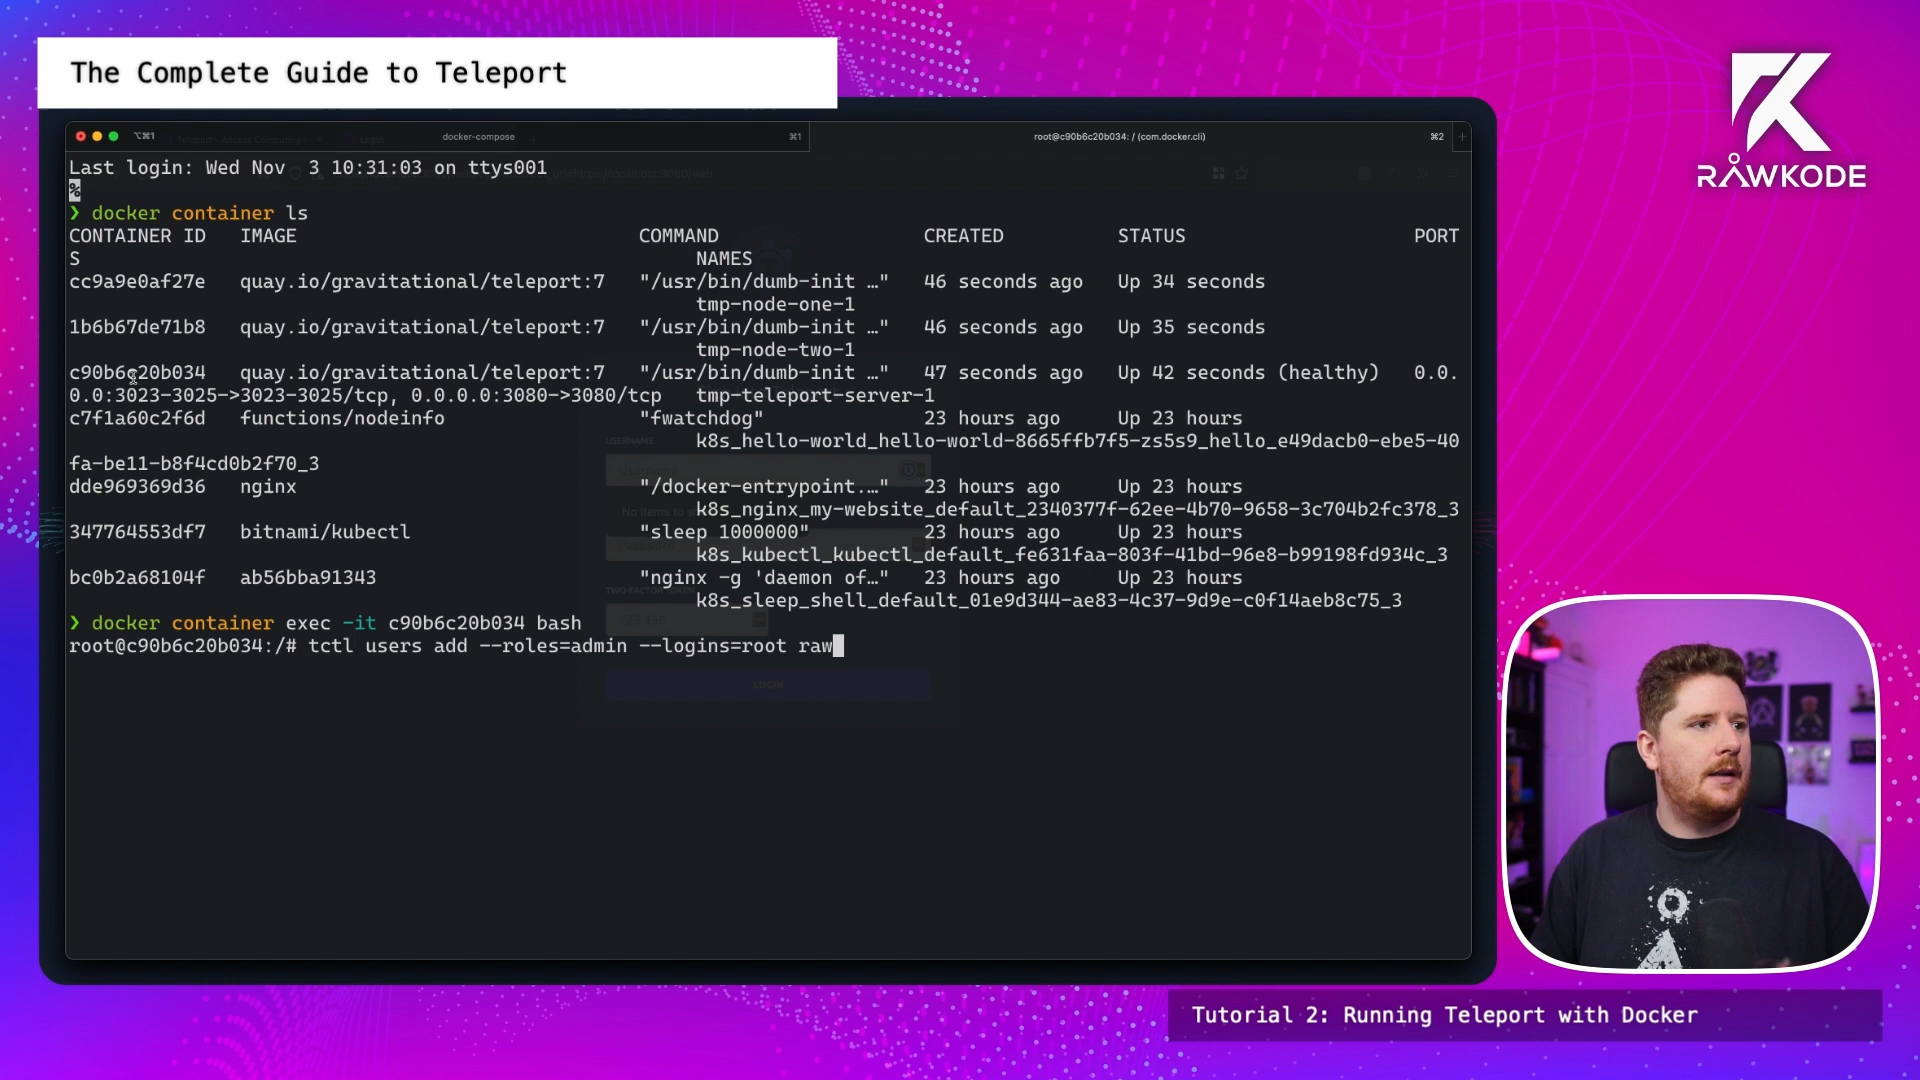 The Complete Guide to Teleport
RAWKODE
⌥⌘1
docker-compose
⌘1
root@c90b6c20b034: / (com.docker.cli)
⌘2
+
Last login: Wed Nov  3 10:31:03 on ttys001
%
❯ docker container ls
CONTAINER ID   IMAGE                              COMMAND                  CREATED          STATUS                    PORT
S                                                      NAMES
cc9a9e0af27e   quay.io/gravitational/teleport:7   "/usr/bin/dumb-init …"   46 seconds ago   Up 34 seconds
tmp-node-one-1
1b6b67de71b8   quay.io/gravitational/teleport:7   "/usr/bin/dumb-init …"   46 seconds ago   Up 35 seconds
tmp-node-two-1
c90b6c20b034   quay.io/gravitational/teleport:7   "/usr/bin/dumb-init …"   47 seconds ago   Up 42 seconds (healthy)   0.0.
0.0:3023-3025->3023-3025/tcp, 0.0.0.0:3080->3080/tcp   tmp-teleport-server-1
c7f1a60c2f6d   functions/nodeinfo                 "fwatchdog"              23 hours ago     Up 23 hours
k8s_hello-world_hello-world-8665ffb7f5-zs5s9_hello_e49dacb0-ebe5-40
fa-be11-b8f4cd0b2f70_3
dde969369d36   nginx                              "/docker-entrypoint.…"   23 hours ago     Up 23 hours
k8s_nginx_my-website_default_2340377f-62ee-4b70-9658-3c704b2fc378_3
347764553df7   bitnami/kubectl                    "sleep 1000000"          23 hours ago     Up 23 hours
k8s_kubectl_kubectl_default_fe631faa-803f-41bd-96e8-b99198fd934c_3
bc0b2a68104f   ab56bba91343                       "nginx -g 'daemon of…"   23 hours ago     Up 23 hours
k8s_sleep_shell_default_01e9d344-ae83-4c37-9d9e-c0f14aeb8c75_3
❯ docker container exec -it c90b6c20b034 bash
root@c90b6c20b034:/# tctl users add --roles=admin --logins=root raw
USERNAME
Username
TWO-FACTOR TOKEN
LOGIN
Tutorial 2: Running Teleport with Docker